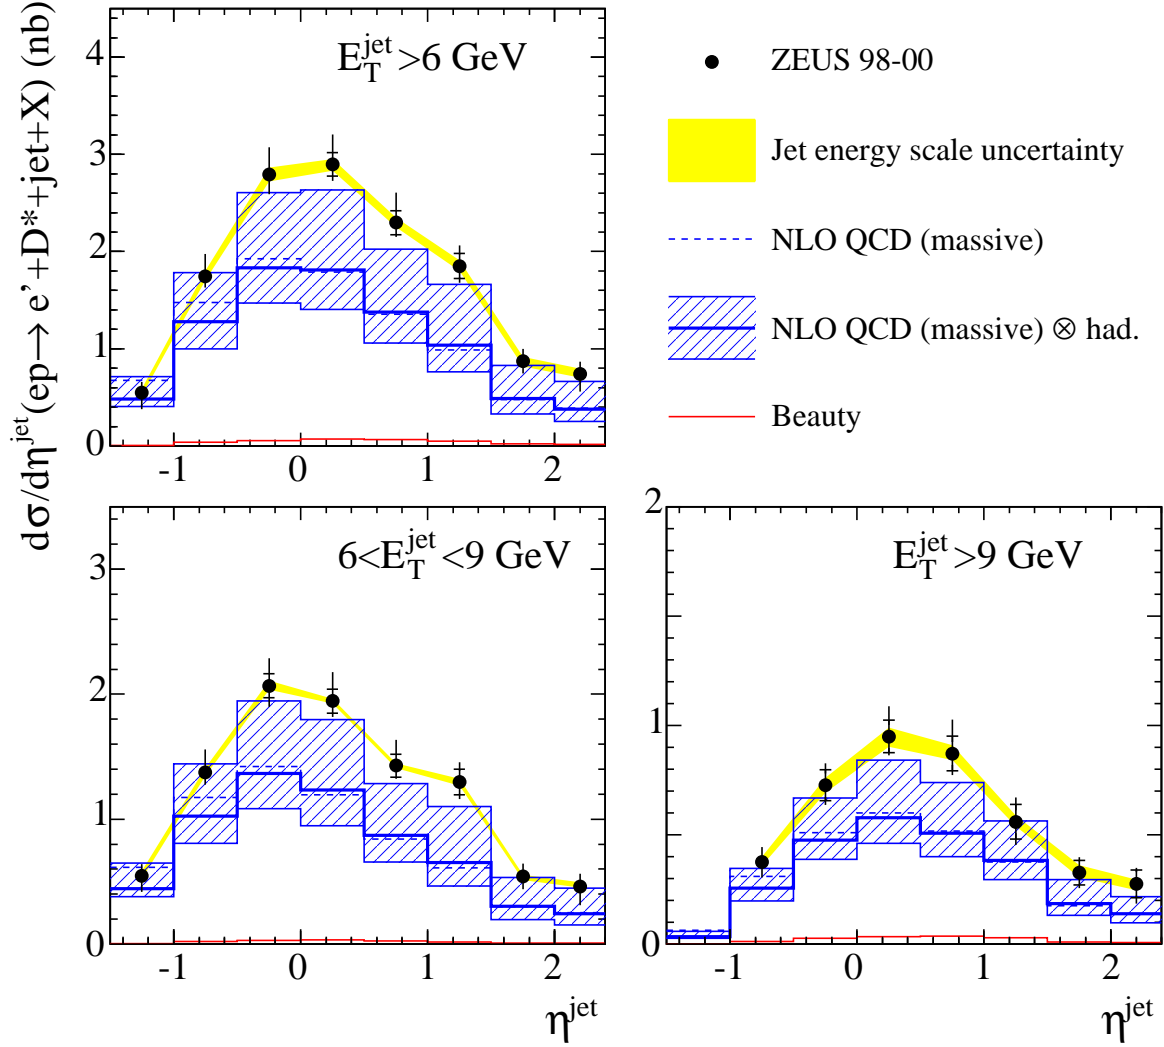 dσ/dη^jet(ep→ e'+D*+jet+X) (nb)
E_T^jet >6 GeV
4
3
2
1
0
-1 0 1 2
ZEUS 98-00
Jet energy scale uncertainty
NLO QCD (massive)
NLO QCD (massive) ⊗ had.
Beauty
6<E_T^jet <9 GeV
3
2
1
0
-1 0 1 2
η^jet
E_T^jet >9 GeV
2
1
0
-1 0 1 2
η^jet